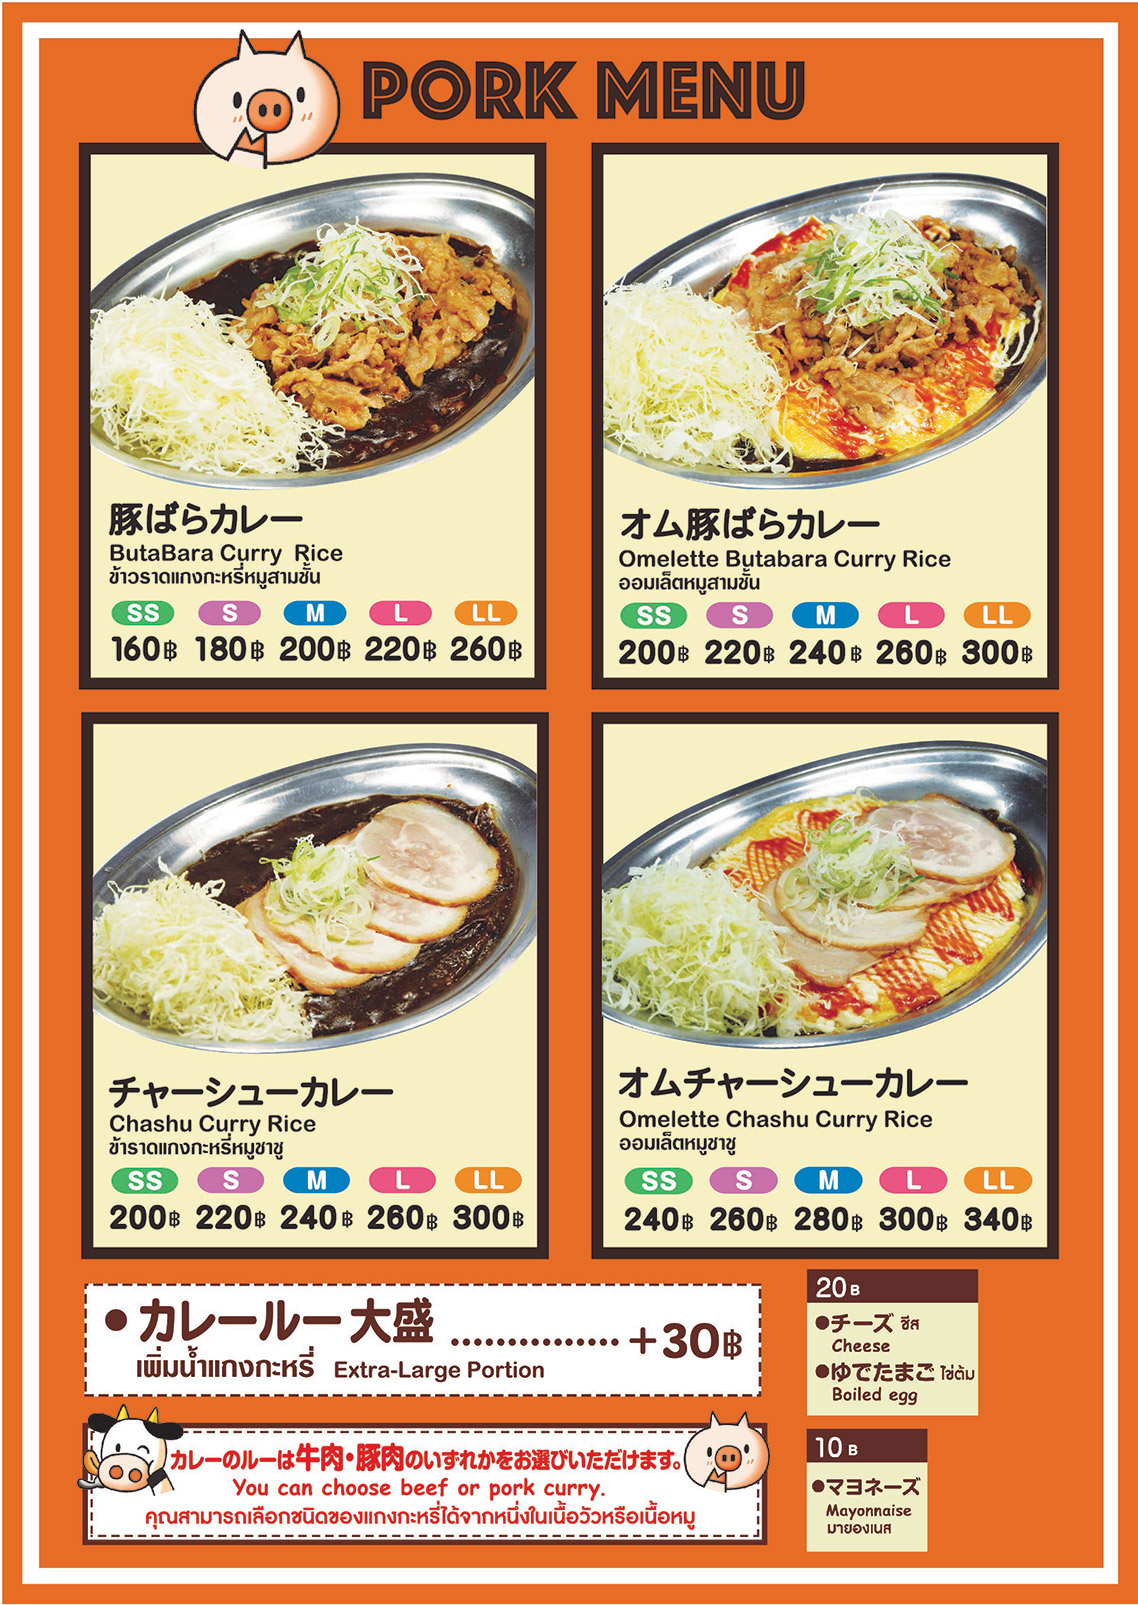 PORK MENU
豚ばらカレー
ButaBara Curry Rice
ข้าวราดแกงกะหรี่หมูสามชั้น
SS S M L LL
160฿ 180฿ 200฿ 220฿ 260฿
オム豚ばらカレー
Omelette Butabara Curry Rice
ออมเล็ตหมูสามชั้น
SS S M L LL
200฿ 220฿ 240฿ 260฿ 300฿
チャーシューカレー
Chashu Curry Rice
ข้าราดแกงกะหรี่หมูชาชู
SS S M L LL
200฿ 220฿ 240฿ 260฿ 300฿
オムチャーシューカレー
Omelette Chashu Curry Rice
ออมเล็ตหมูชาชู
SS S M L LL
240฿ 260฿ 280฿ 300฿ 340฿
●カレールー大盛 ............... +30฿
เพิ่มน้ำแกงกะหรี่ Extra-Large Portion
カレーのルーは牛肉・豚肉のいずれかをお選びいただけます。
You can choose beef or pork curry.
คุณสามารถเลือกชนิดของแกงกะหรี่ได้จากหนึ่งในเนื้อวัวหรือเนื้อหมู
20฿
●チーズ ชีส
Cheese
●ゆでたまご ไข่ต้ม
Boiled egg
10฿
●マヨネーズ
Mayonnaise
มายองเนส